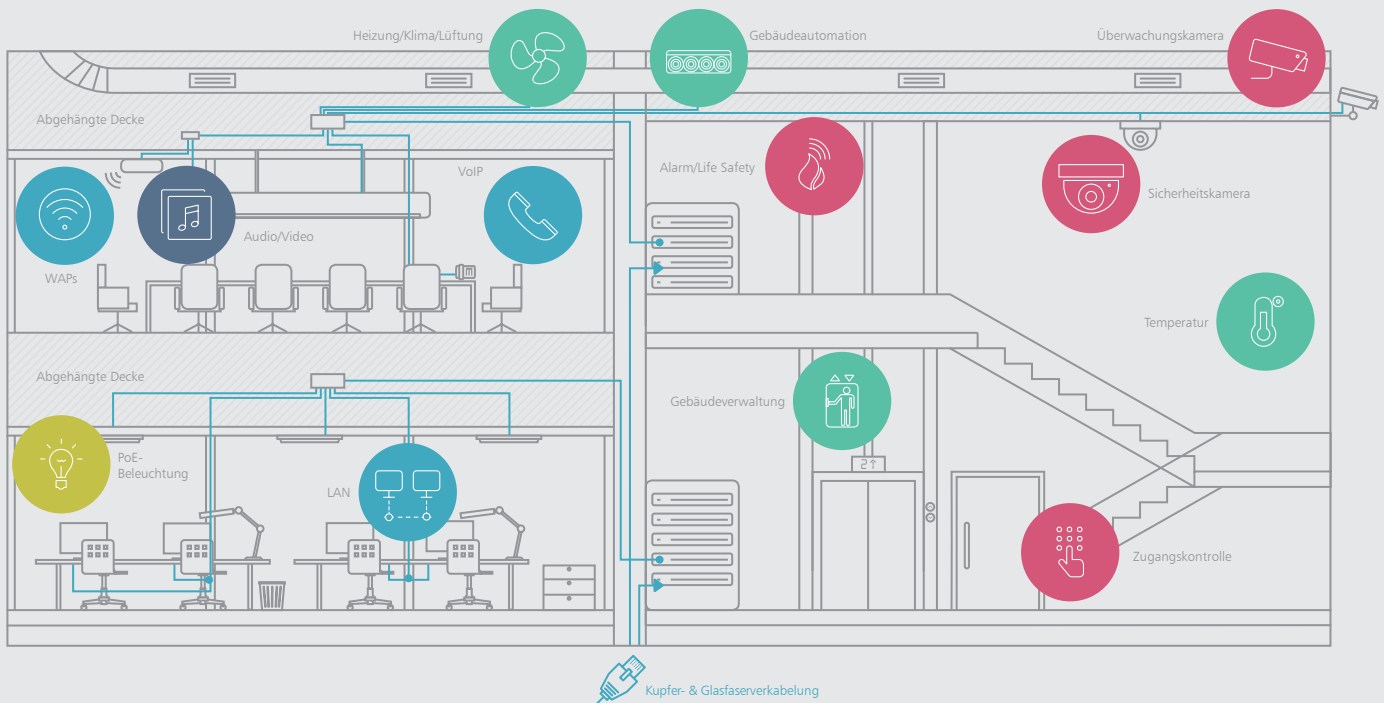 Heizung/Klima/Lüftung
Gebäudeautomation
Überwachungskamera
Abgehängte Decke
Alarm/Life Safety
VoIP
Sicherheitskamera
Audio/Video
WAPs
Temperatur
Abgehängte Decke
Gebäudeverwaltung
PoE-
Beleuchtung
2↑
LAN
Zugangskontrolle
Kupfer- & Glasfaserverkabelung